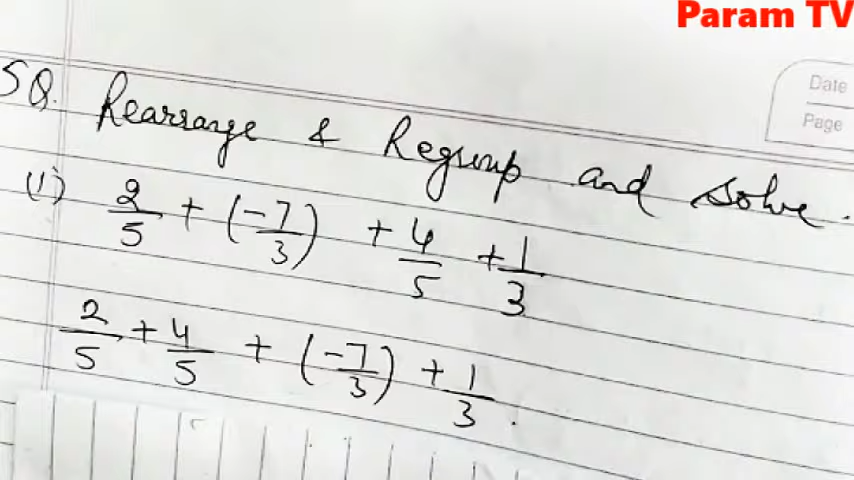 Param TV
Date
Page
5Q. Rearrange & Regroup and solve.
(1) 2/5 + (-7/3) + 4/5 + 1/3
2/5 + 4/5 + (-7/3) + 1/3.